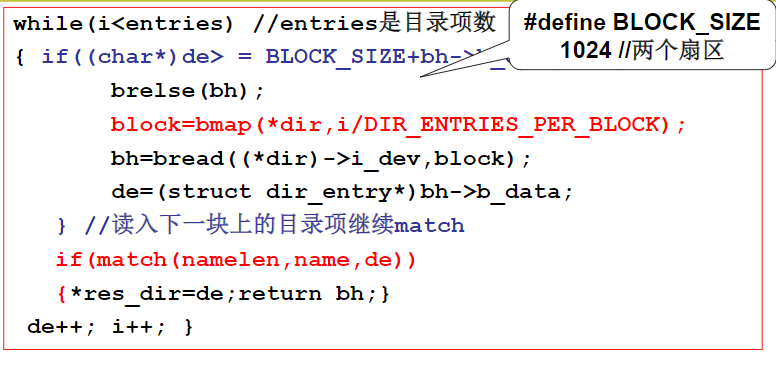 while(i<entries) //entries是目录项数
{ if((char*)de> = BLOCK_SIZE+bh->
brelse(bh);
block=bmap(*dir,i/DIR_ENTRIES_PER_BLOCK);
bh=bread((*dir)->i_dev,block);
de=(struct dir_entry*)bh->b_data;
} //读入下一块上的目录项继续match
if(match(namelen,name,de))
{*res_dir=de;return bh;}
de++; i++; }
#define BLOCK_SIZE
1024 //两个扇区